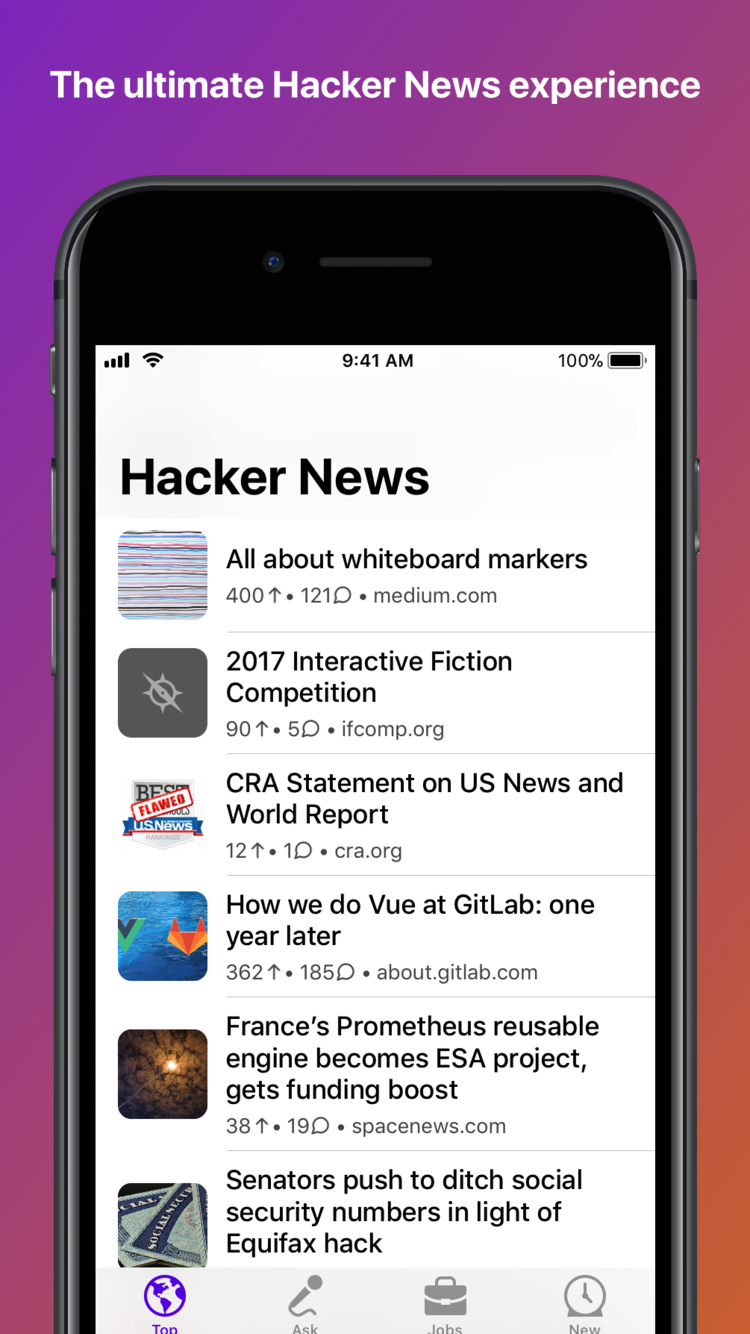 The ultimate Hacker News experience
9:41 AM
100%
Hacker News
All about whiteboard markers
400↑ • 121 • medium.com
2017 Interactive Fiction
Competition
90↑ • 5 • ifcomp.org
BEST
FLAWED
U.S.News
RANKINGS
CRA Statement on US News and
World Report
12↑ • 1 • cra.org
How we do Vue at GitLab: one
year later
362↑ • 185 • about.gitlab.com
France’s Prometheus reusable
engine becomes ESA project,
gets funding boost
38↑ • 19 • spacenews.com
SOCIAL SECURITY
Senators push to ditch social
security numbers in light of
Equifax hack
Top
Ask
Jobs
New